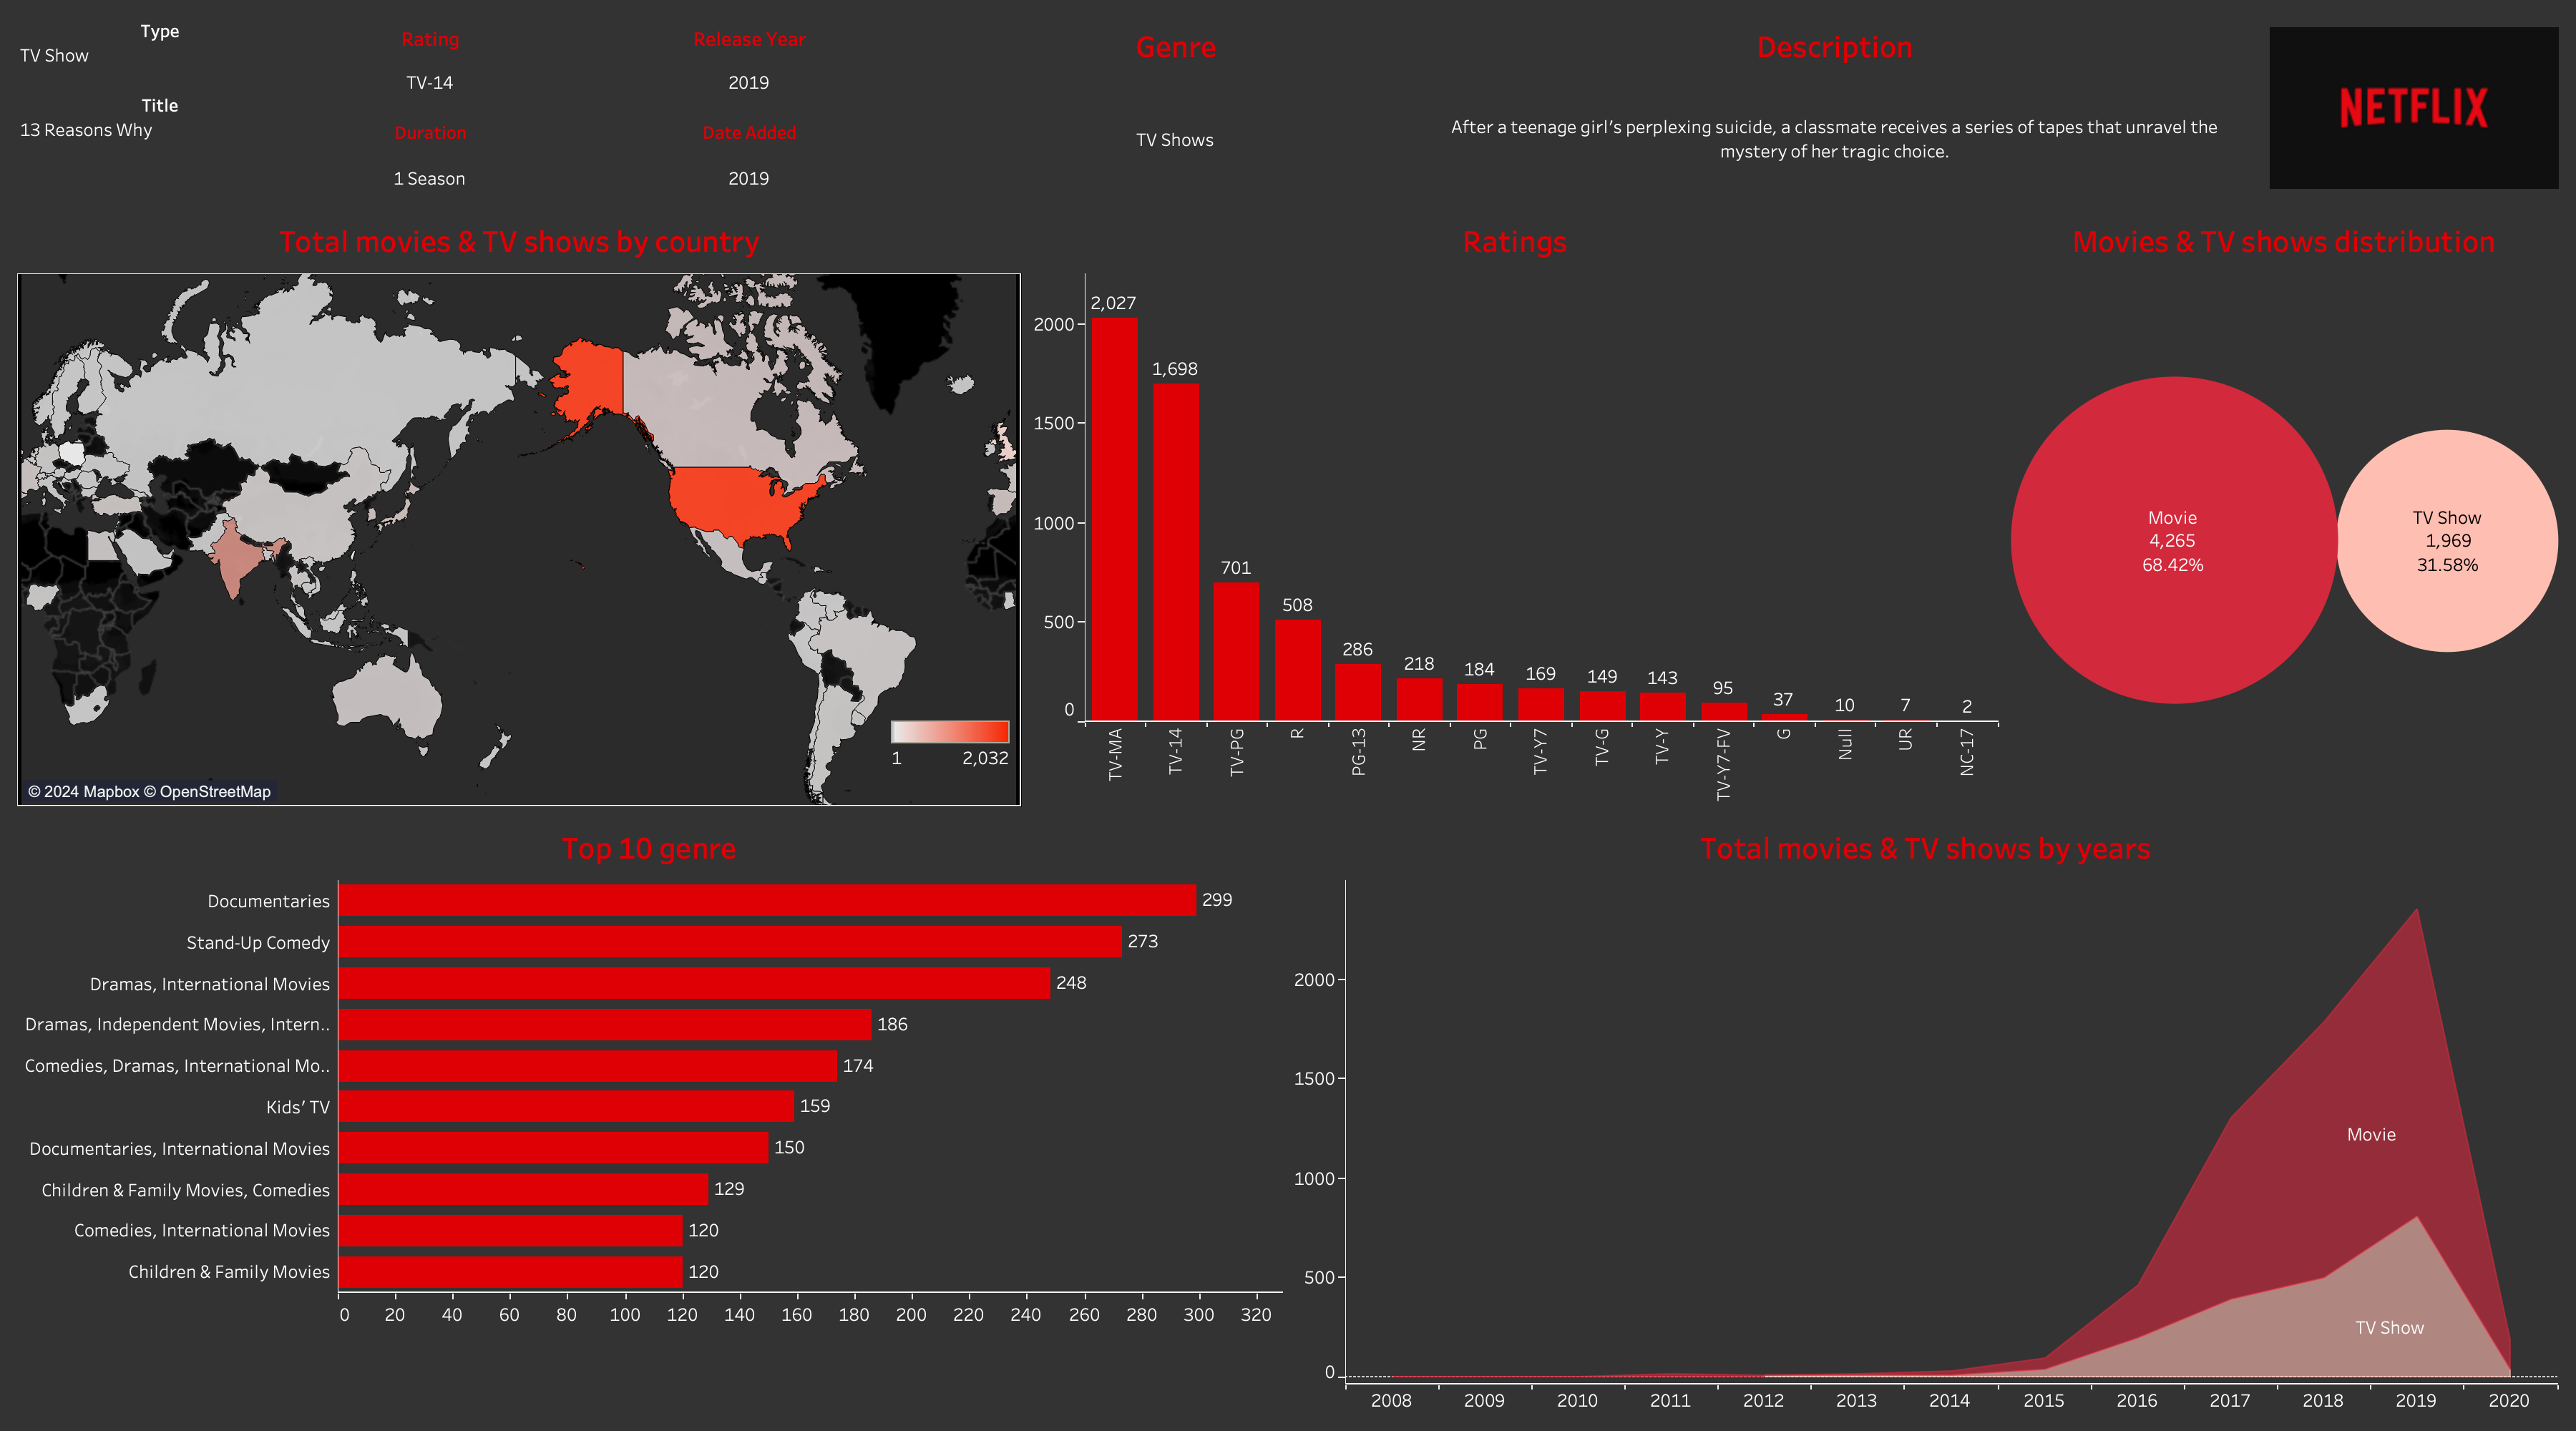 Type
TV Show
Title
13 Reasons Why
Rating
TV-14
Duration
1 Season
Release Year
2019
Date Added
2019
Genre
TV Shows
Description
After a teenage girl’s perplexing suicide, a classmate receives a series of tapes that unravel the
mystery of her tragic choice.
NETFLIX
Total movies & TV shows by country
1 2,032
© 2024 Mapbox © OpenStreetMap
Ratings
2000
1500
1000
500
0
2,027
1,698
701
508
286
218
184
169
149
143
95
37
10
7
2
TV-MA
TV-14
TV-PG
R
PG-13
NR
PG
TV-Y7
TV-G
TV-Y
TV-Y7-FV
G
Null
UR
NC-17
Movies & TV shows distribution
Movie
4,265
68.42%
TV Show
1,969
31.58%
Top 10 genre
Documentaries 299
Stand-Up Comedy 273
Dramas, International Movies 248
Dramas, Independent Movies, Intern.. 186
Comedies, Dramas, International Mo.. 174
Kids’ TV 159
Documentaries, International Movies 150
Children & Family Movies, Comedies 129
Comedies, International Movies 120
Children & Family Movies 120
0 20 40 60 80 100 120 140 160 180 200 220 240 260 280 300 320
Total movies & TV shows by years
2000
1500
1000
500
0
Movie
TV Show
2008 2009 2010 2011 2012 2013 2014 2015 2016 2017 2018 2019 2020